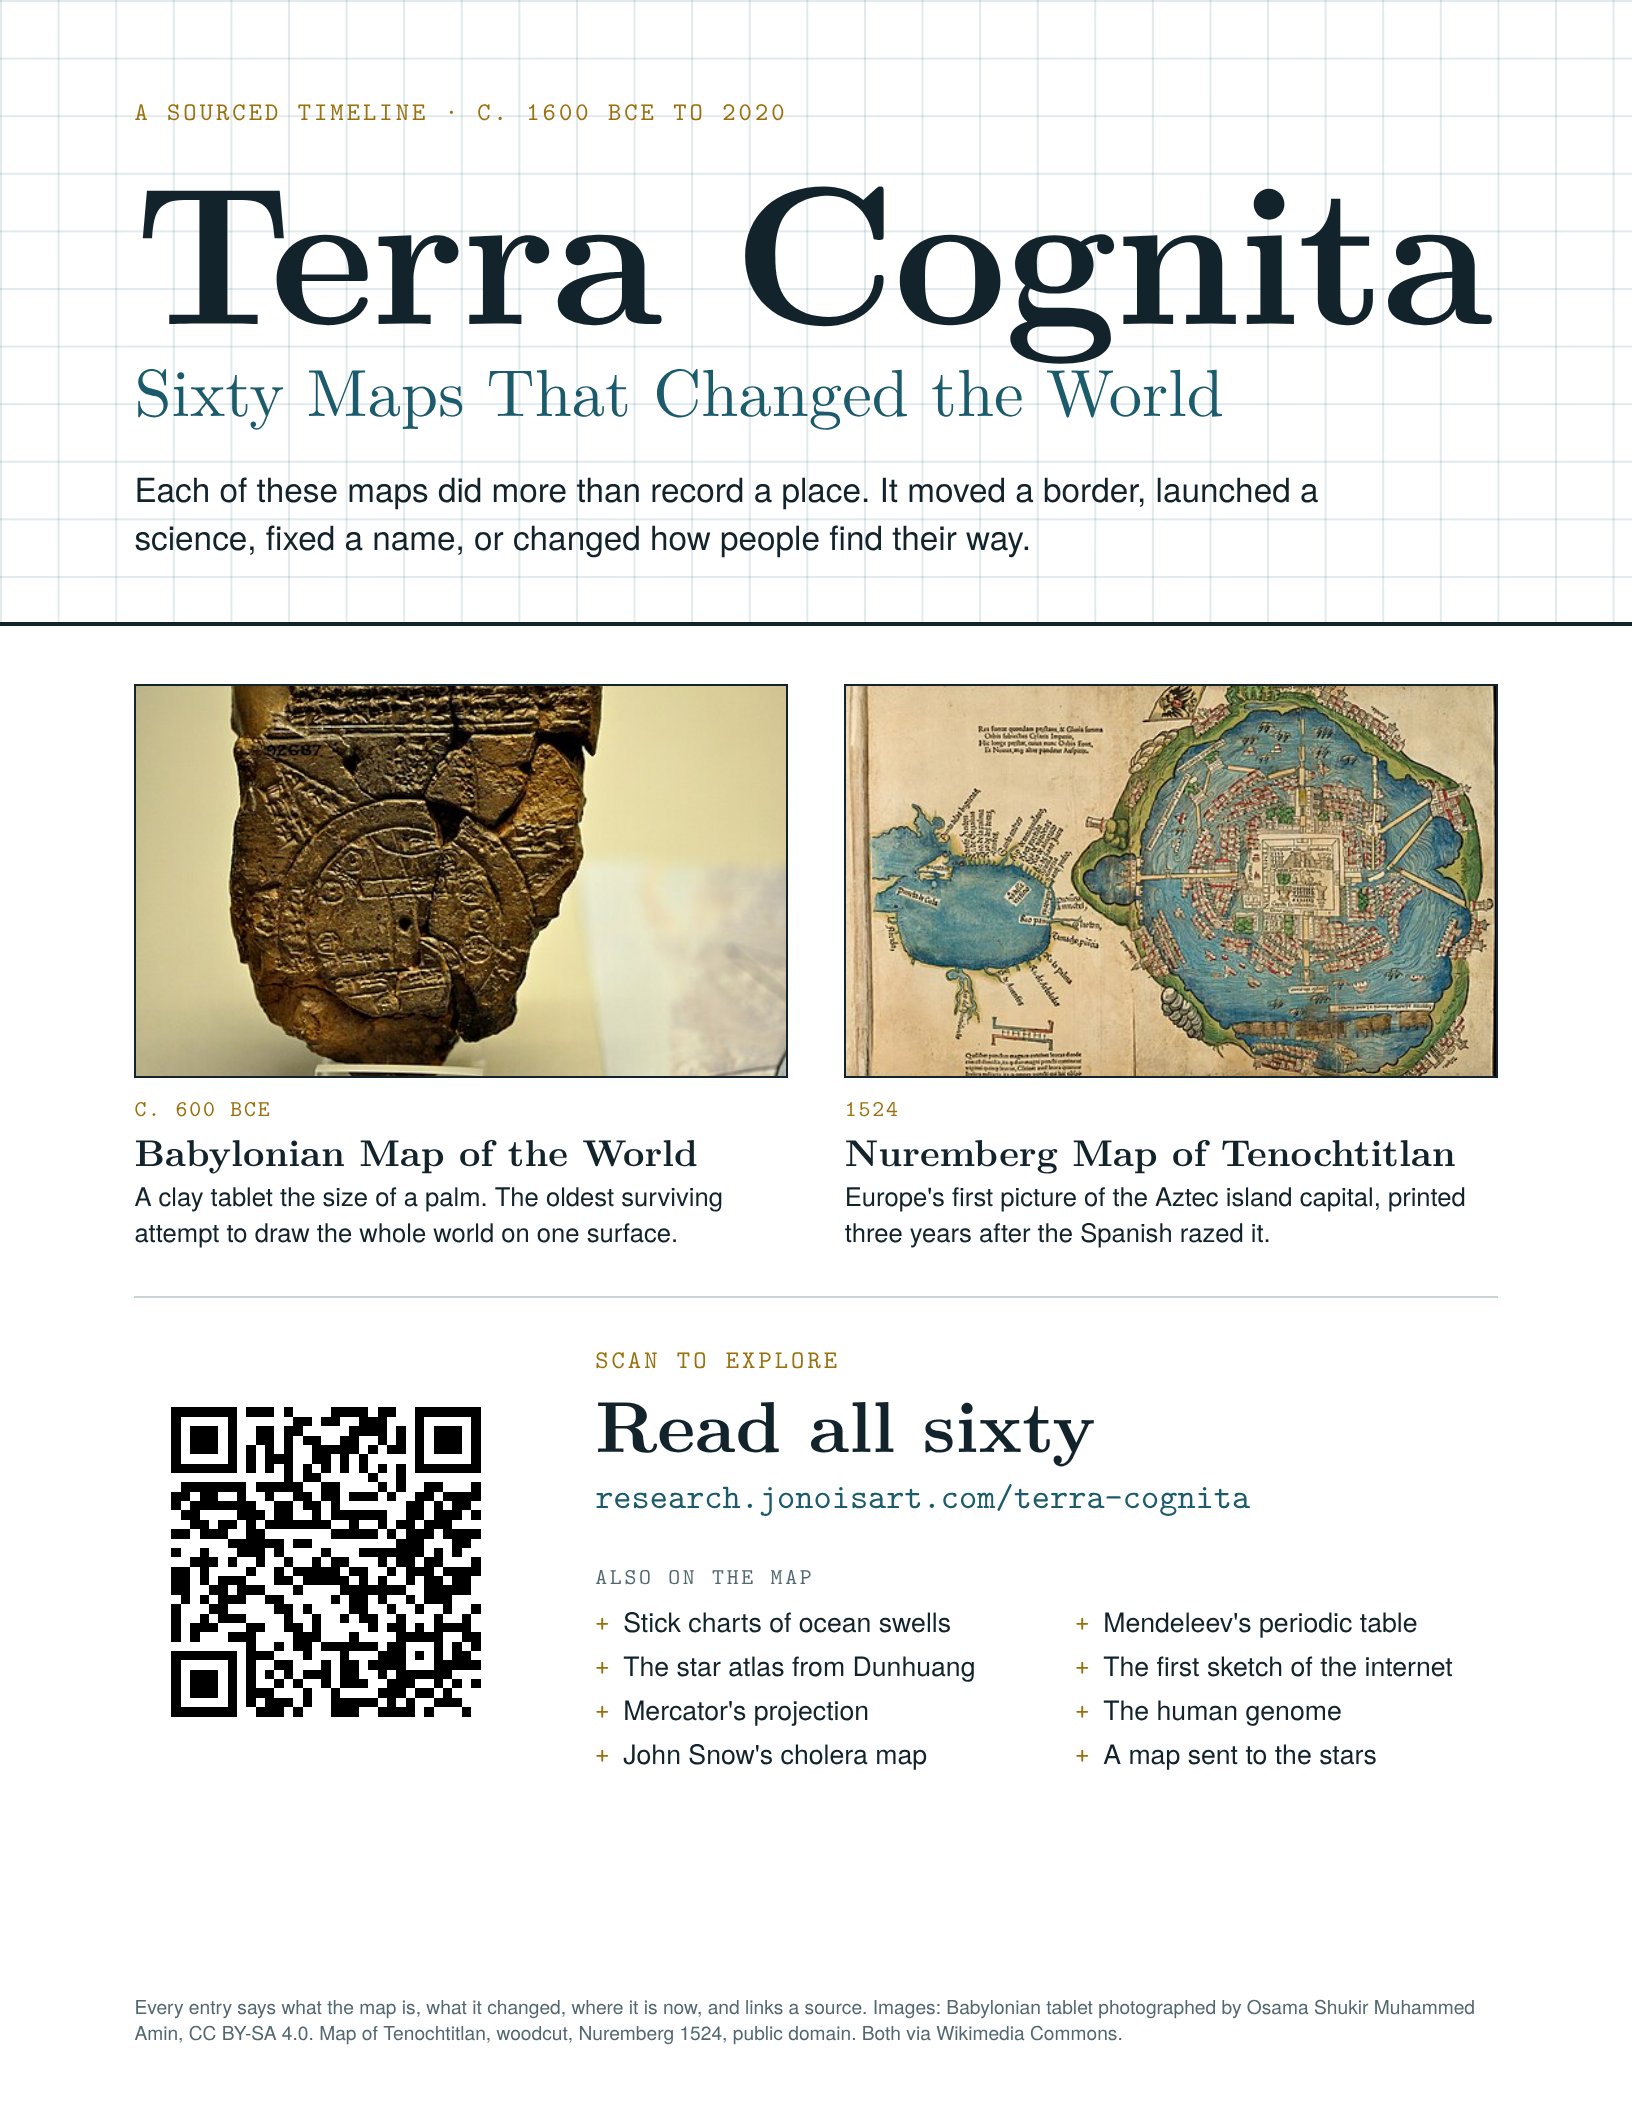 A SOURCED TIMELINE · C. 1600 BCE TO 2020
Terra Cognita
Sixty Maps That Changed the World
Each of these maps did more than record a place. It moved a border, launched a
science, fixed a name, or changed how people find their way.
92687
C. 600 BCE
Babylonian Map of the World
A clay tablet the size of a palm. The oldest surviving
attempt to draw the whole world on one surface.
1524
Nuremberg Map of Tenochtitlan
Europe's first picture of the Aztec island capital, printed
three years after the Spanish razed it.
SCAN TO EXPLORE
Read all sixty
research.jonoisart.com/terra-cognita
ALSO ON THE MAP
+ Stick charts of ocean swells
+ The star atlas from Dunhuang
+ Mercator's projection
+ John Snow's cholera map
+ Mendeleev's periodic table
+ The first sketch of the internet
+ The human genome
+ A map sent to the stars
Every entry says what the map is, what it changed, where it is now, and links a source. Images: Babylonian tablet photographed by Osama Shukir Muhammed
Amin, CC BY-SA 4.0. Map of Tenochtitlan, woodcut, Nuremberg 1524, public domain. Both via Wikimedia Commons.